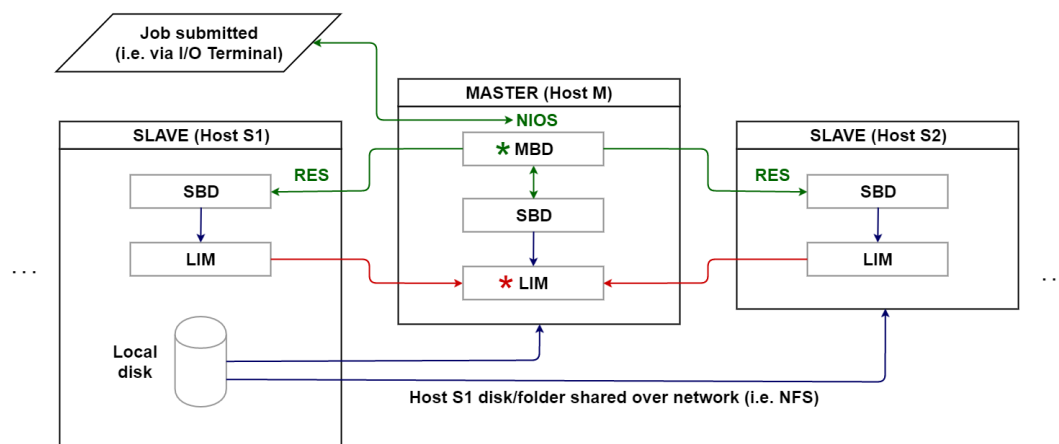 Job submitted
(i.e. via I/O Terminal)
MASTER (Host M)
NIOS
SLAVE (Host S1)
SLAVE (Host S2)
* MBD
RES
RES
SBD
SBD
SBD
LIM
LIM
* LIM
...
..
Local
disk
Host S1 disk/folder shared over network (i.e. NFS)